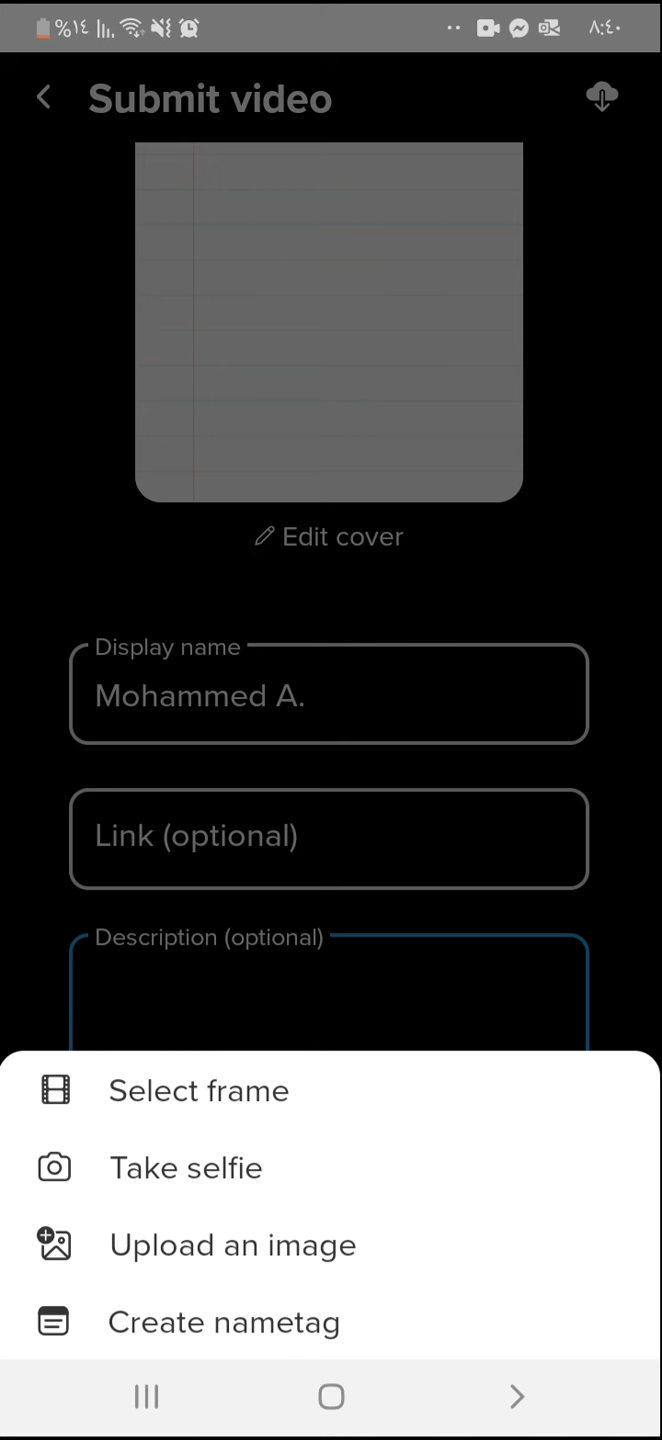 %١٤ ٨:٤٠
Submit video
Edit cover
Display name
Mohammed A.
Link (optional)
Description (optional)
Select frame
Take selfie
Upload an image
Create nametag